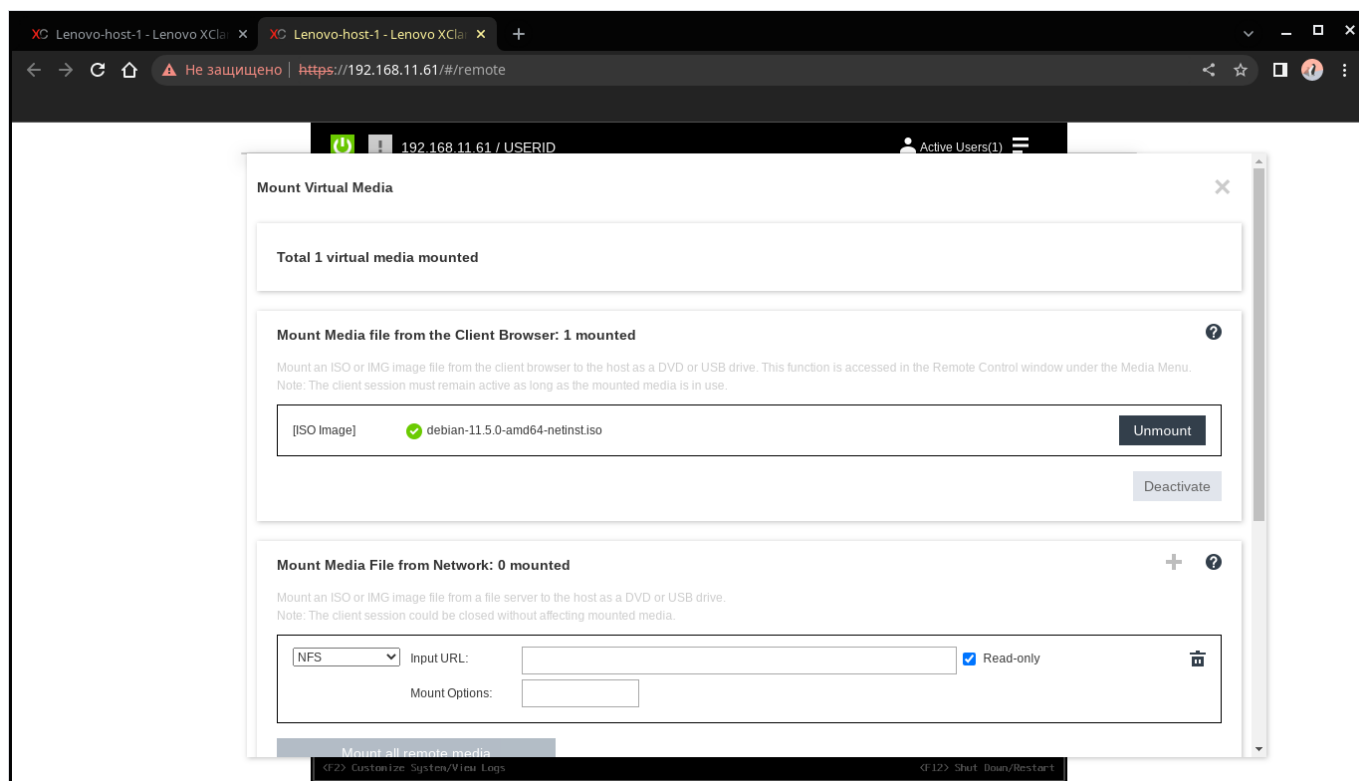 XC Lenovo-host-1 - Lenovo XCla
XC Lenovo-host-1 - Lenovo XClar
Не защищено | https://192.168.11.61/#/remote
192.168.11.61 / USERID
Active Users(1)
Mount Virtual Media
Total 1 virtual media mounted
Mount Media file from the Client Browser: 1 mounted
Mount an ISO or IMG image file from the client browser to the host as a DVD or USB drive. This function is accessed in the Remote Control window under the Media Menu.
Note: The client session must remain active as long as the mounted media is in use.
[ISO Image] debian-11.5.0-amd64-netinst.iso Unmount
Deactivate
Mount Media File from Network: 0 mounted
Mount an ISO or IMG image file from a file server to the host as a DVD or USB drive.
Note: The client session could be closed without affecting mounted media.
NFS Input URL: Read-only
Mount Options:
Mount all remote media
<F2> Customize System/View Logs <F12> Shut Down/Restart